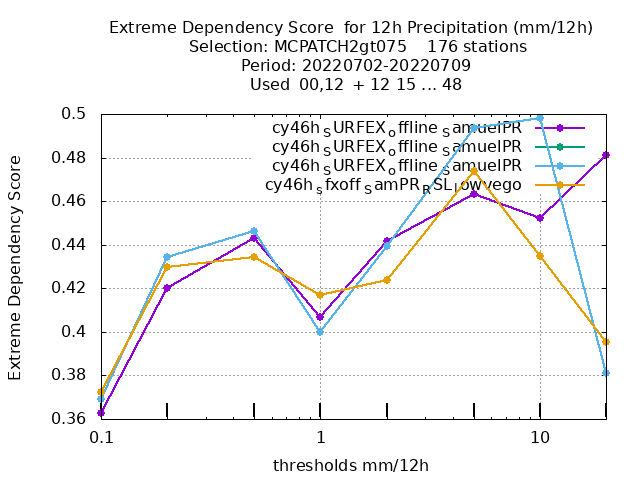 Extreme Dependency Score  for 12h Precipitation (mm/12h)
Selection: MCPATCH2gt075    176 stations
Period: 20220702-20220709
Used  00,12  + 12 15 ... 48
cy46h_SURFEX_offline_SamuelPR
cy46h_SURFEX_offline_SamuelPR
cy46h_SURFEX_offline_SamuelPR
cy46h_sfxoff_SamPR_RSL_lowvego
Extreme Dependency Score
0.5
0.48
0.46
0.44
0.42
0.4
0.38
0.36
0.1
1
10
thresholds mm/12h